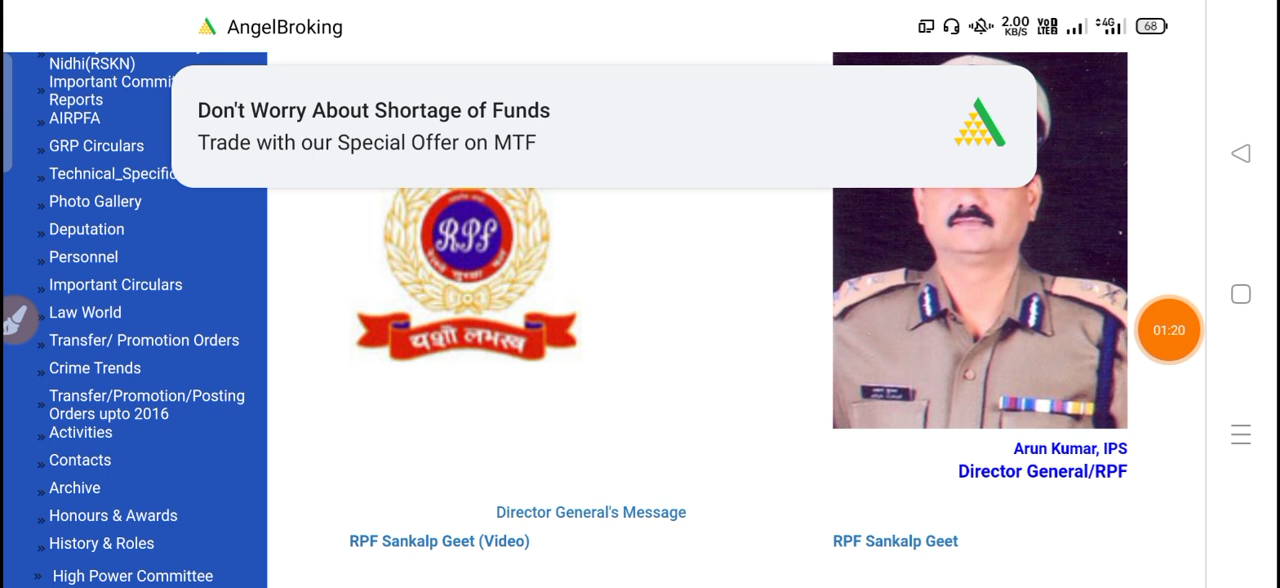 AngelBroking
2.00
KB/S
Vo
LTE2
4G
68
Don't Worry About Shortage of Funds
Trade with our Special Offer on MTF
Nidhi(RSKN)
Important Commi
Reports
AIRPFA
GRP Circulars
Technical_Specific
Photo Gallery
Deputation
Personnel
Important Circulars
Law World
Transfer/ Promotion Orders
Crime Trends
Transfer/Promotion/Posting
Orders upto 2016
Activities
Contacts
Archive
Honours & Awards
History & Roles
High Power Committee
RPF
यशो लभस्व
01:20
Arun Kumar, IPS
Director General/RPF
Director General's Message
RPF Sankalp Geet (Video)
RPF Sankalp Geet